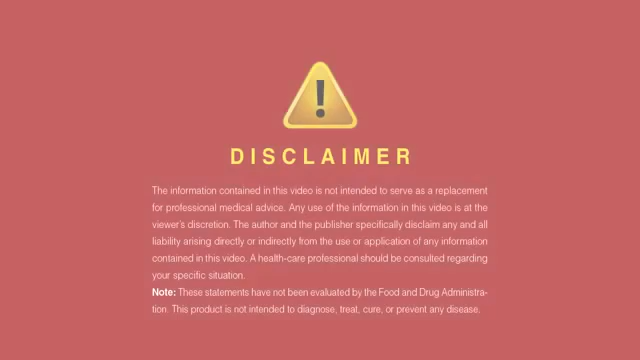 DISCLAIMER
The information contained in this video is not intended to serve as a replacement
for professional medical advice. Any use of the information in this video is at the
viewer's discretion. The author and the publisher specifically disclaim any and all
liability arising directly or indirectly from the use or application of any information
contained in this video. A health-care professional should be consulted regarding
your specific situation.
Note: These statements have not been evaluated by the Food and Drug Administra-
tion. This product is not intended to diagnose, treat, cure, or prevent any disease.